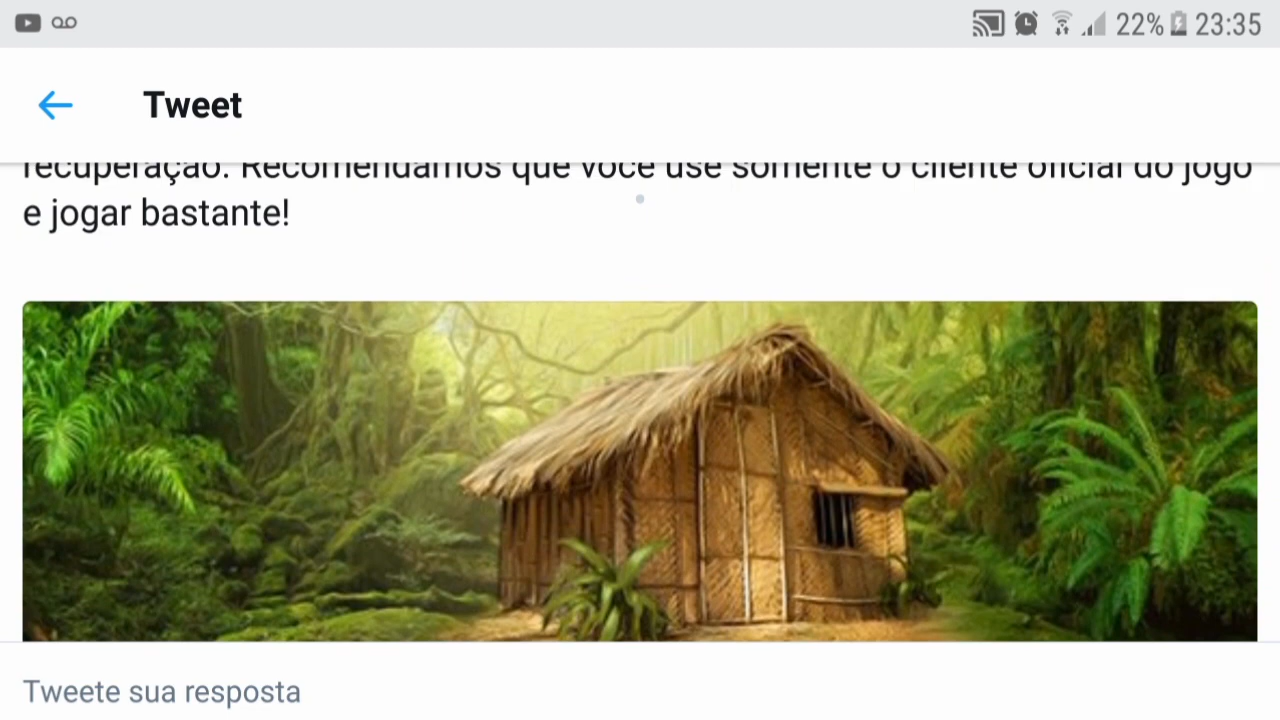 22% 23:35
Tweet
recuperação. Recomendamos que você use somente o cliente oficial do jogo
e jogar bastante!
Tweete sua resposta